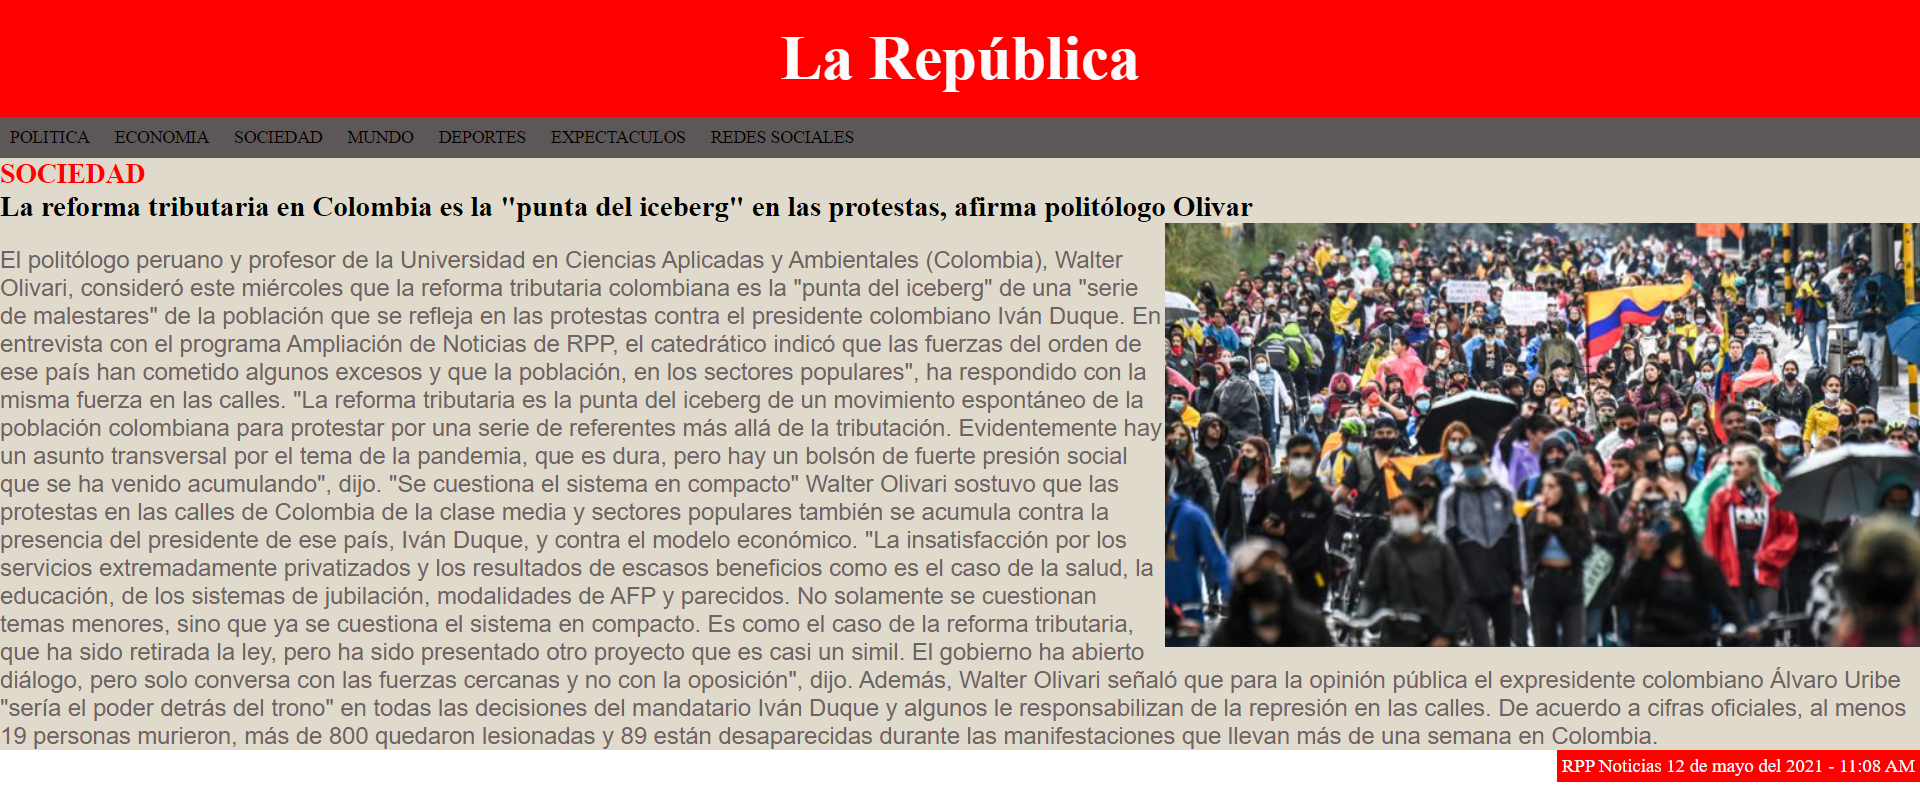 La República
POLITICA ECONOMIA SOCIEDAD MUNDO DEPORTES EXPECTACULOS REDES SOCIALES
SOCIEDAD
La reforma tributaria en Colombia es la "punta del iceberg" en las protestas, afirma politólogo Olivar
El politólogo peruano y profesor de la Universidad en Ciencias Aplicadas y Ambientales (Colombia), Walter
Olivari, consideró este miércoles que la reforma tributaria colombiana es la "punta del iceberg" de una "serie
de malestares" de la población que se refleja en las protestas contra el presidente colombiano Iván Duque. En
entrevista con el programa Ampliación de Noticias de RPP, el catedrático indicó que las fuerzas del orden de
ese país han cometido algunos excesos y que la población, en los sectores populares", ha respondido con la
misma fuerza en las calles. "La reforma tributaria es la punta del iceberg de un movimiento espontáneo de la
población colombiana para protestar por una serie de referentes más allá de la tributación. Evidentemente hay
un asunto transversal por el tema de la pandemia, que es dura, pero hay un bolsón de fuerte presión social
que se ha venido acumulando", dijo. "Se cuestiona el sistema en compacto" Walter Olivari sostuvo que las
protestas en las calles de Colombia de la clase media y sectores populares también se acumula contra la
presencia del presidente de ese país, Iván Duque, y contra el modelo económico. "La insatisfacción por los
servicios extremadamente privatizados y los resultados de escasos beneficios como es el caso de la salud, la
educación, de los sistemas de jubilación, modalidades de AFP y parecidos. No solamente se cuestionan
temas menores, sino que ya se cuestiona el sistema en compacto. Es como el caso de la reforma tributaria,
que ha sido retirada la ley, pero ha sido presentado otro proyecto que es casi un simil. El gobierno ha abierto
diálogo, pero solo conversa con las fuerzas cercanas y no con la oposición", dijo. Además, Walter Olivari señaló que para la opinión pública el expresidente colombiano Álvaro Uribe
"sería el poder detrás del trono" en todas las decisiones del mandatario Iván Duque y algunos le responsabilizan de la represión en las calles. De acuerdo a cifras oficiales, al menos
19 personas murieron, más de 800 quedaron lesionadas y 89 están desaparecidas durante las manifestaciones que llevan más de una semana en Colombia.
RPP Noticias 12 de mayo del 2021 - 11:08 AM